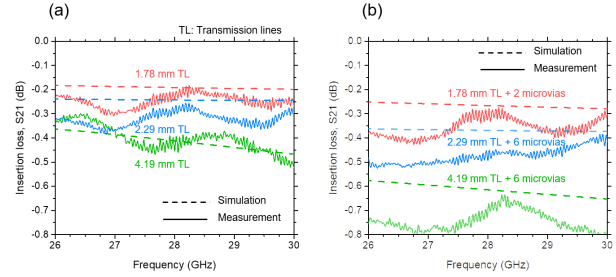 (a)
TL: Transmission lines
0.0
-0.1
-0.2
-0.3
-0.4
-0.5
-0.6
-0.7
-0.8
Insertion loss, S21 (dB)
1.78 mm TL
2.29 mm TL
4.19 mm TL
Simulation
Measurement
26 27 28 29 30
Frequency (GHz)
(b)
0.0
-0.1
-0.2
-0.3
-0.4
-0.5
-0.6
-0.7
-0.8
Insertion loss, S21 (dB)
Simulation
Measurement
1.78 mm TL + 2 microvias
2.29 mm TL + 6 microvias
4.19 mm TL + 6 microvias
26 27 28 29 30
Frequency (GHz)